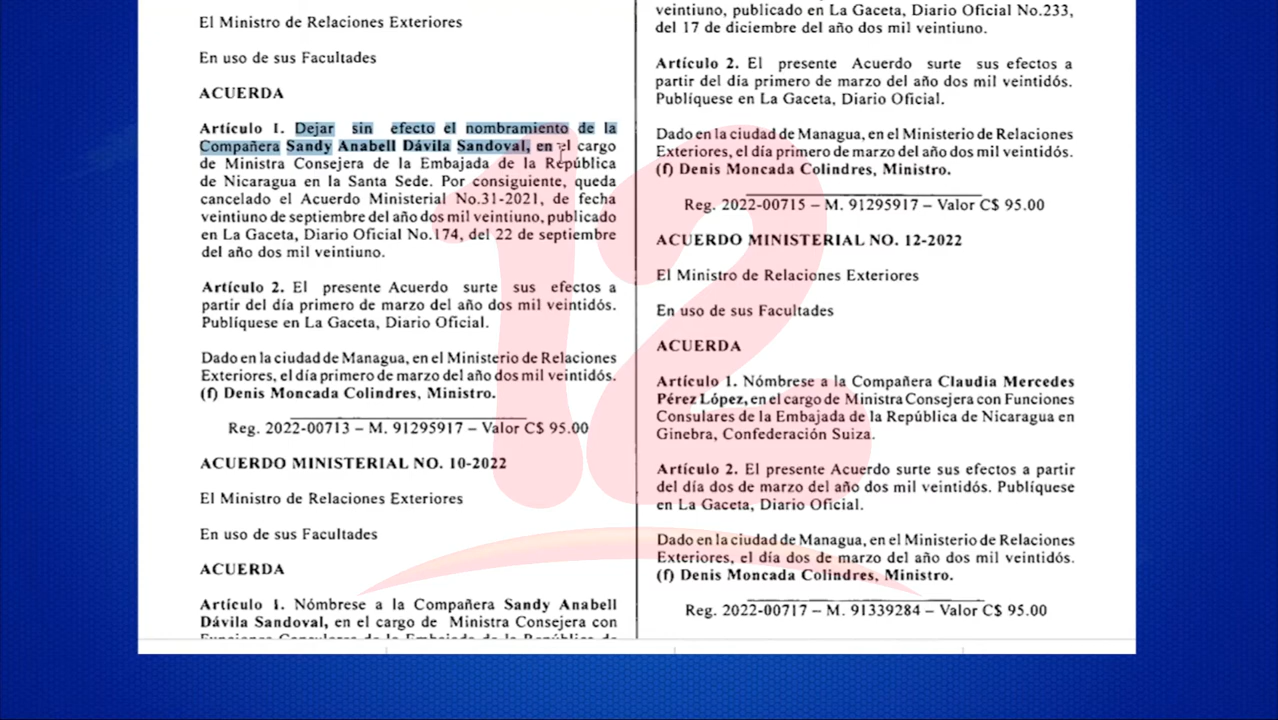 El Ministro de Relaciones Exteriores
En uso de sus Facultades
ACUERDA
Artículo 1. Dejar sin efecto el nombramiento de la
Compañera Sandy Anabell Dávila Sandoval, en el cargo
de Ministra Consejera de la Embajada de la República
de Nicaragua en la Santa Sede. Por consiguiente, queda
cancelado el Acuerdo Ministerial No.31-2021, de fecha
veintiuno de septiembre del año dos mil veintiuno, publicado
en La Gaceta, Diario Oficial No.174, del 22 de septiembre
del año dos mil veintiuno.
Artículo 2. El presente Acuerdo surte sus efectos a
partir del día primero de marzo del año dos mil veintidós.
Publíquese en La Gaceta, Diario Oficial.
Dado en la ciudad de Managua, en el Ministerio de Relaciones
Exteriores, el día primero de marzo del año dos mil veintidós.
(f) Denis Moncada Colindres, Ministro.
Reg. 2022-00713 – M. 91295917 – Valor C$ 95.00
ACUERDO MINISTERIAL NO. 10-2022
El Ministro de Relaciones Exteriores
En uso de sus Facultades
ACUERDA
Artículo 1. Nómbrese a la Compañera Sandy Anabell
Dávila Sandoval, en el cargo de Ministra Consejera con
Funciones Consulares de la Embajada de la República de
veintiuno, publicado en La Gaceta, Diario Oficial No.233,
del 17 de diciembre del año dos mil veintiuno.
Artículo 2. El presente Acuerdo surte sus efectos a
partir del día primero de marzo del año dos mil veintidós.
Publíquese en La Gaceta, Diario Oficial.
Dado en la ciudad de Managua, en el Ministerio de Relaciones
Exteriores, el día primero de marzo del año dos mil veintidós.
(f) Denis Moncada Colindres, Ministro.
Reg. 2022-00715 – M. 91295917 – Valor C$ 95.00
ACUERDO MINISTERIAL NO. 12-2022
El Ministro de Relaciones Exteriores
En uso de sus Facultades
ACUERDA
Artículo 1. Nómbrese a la Compañera Claudia Mercedes
Pérez López, en el cargo de Ministra Consejera con Funciones
Consulares de la Embajada de la República de Nicaragua en
Ginebra, Confederación Suiza.
Artículo 2. El presente Acuerdo surte sus efectos a partir
del día dos de marzo del año dos mil veintidós. Publíquese
en La Gaceta, Diario Oficial.
Dado en la ciudad de Managua, en el Ministerio de Relaciones
Exteriores, el día dos de marzo del año dos mil veintidós.
(f) Denis Moncada Colindres, Ministro.
Reg. 2022-00717 – M. 91339284 – Valor C$ 95.00
12